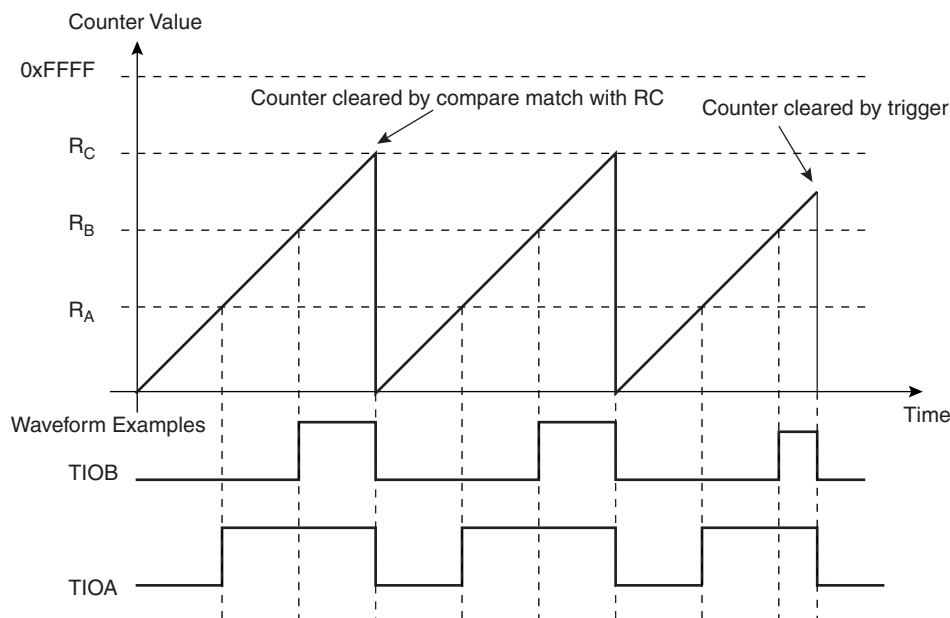 Counter Value
0xFFFF
Counter cleared by compare match with RC
Counter cleared by trigger
RC
RB
RA
Time
Waveform Examples
TIOB
TIOA